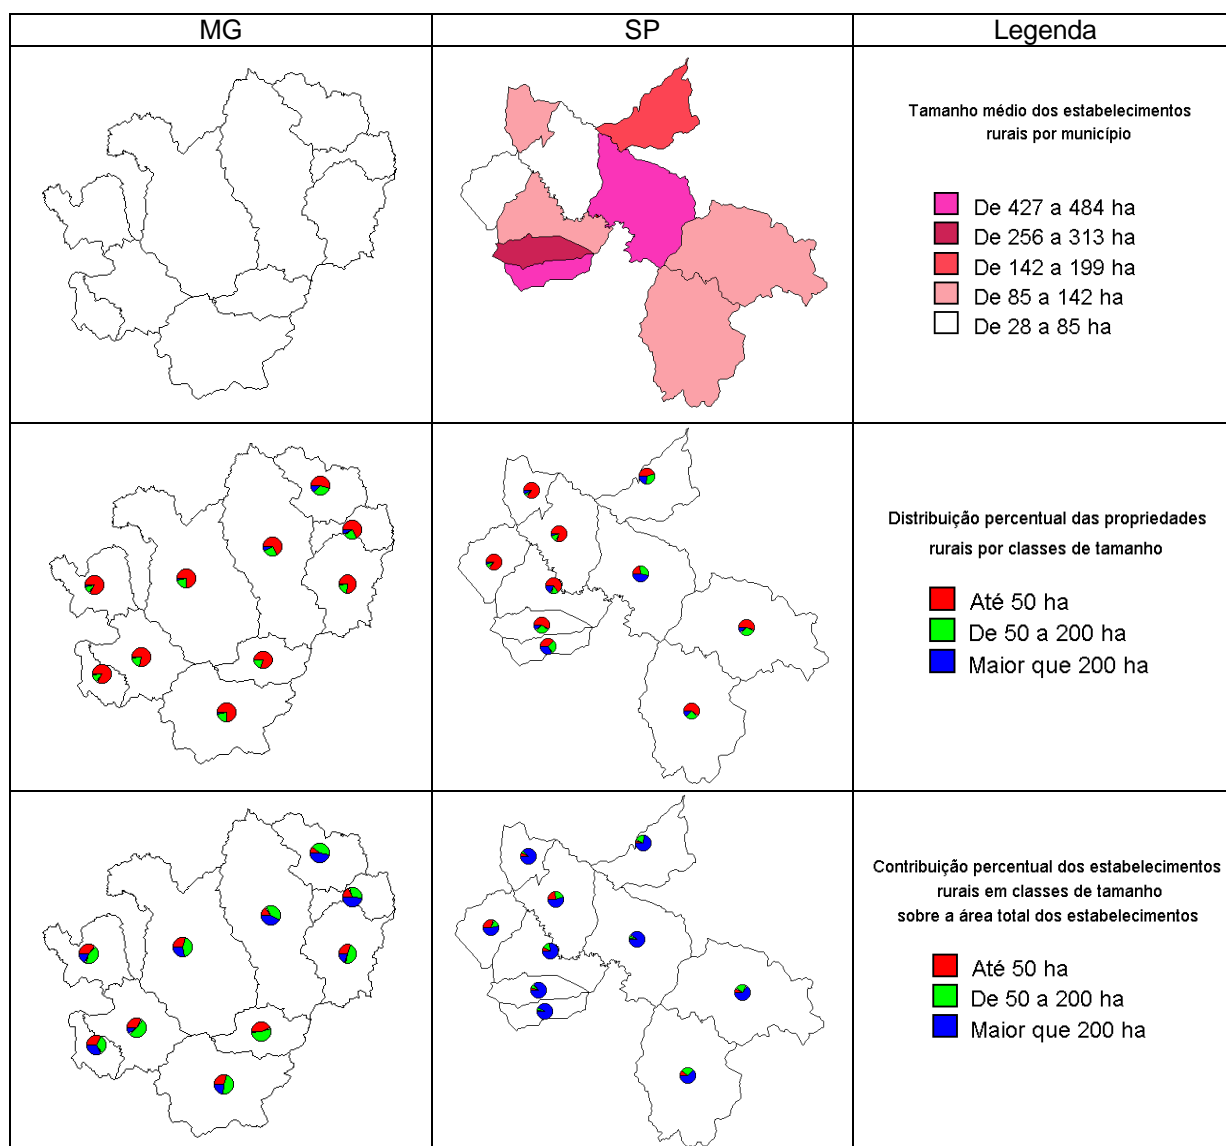 MG
SP
Legenda
Tamanho médio dos estabelecimentos
rurais por município
De 427 a 484 ha
De 256 a 313 ha
De 142 a 199 ha
De 85 a 142 ha
De 28 a 85 ha
Distribuição percentual das propriedades
rurais por classes de tamanho
Até 50 ha
De 50 a 200 ha
Maior que 200 ha
Contribuição percentual dos estabelecimentos
rurais em classes de tamanho
sobre a área total dos estabelecimentos
Até 50 ha
De 50 a 200 ha
Maior que 200 ha